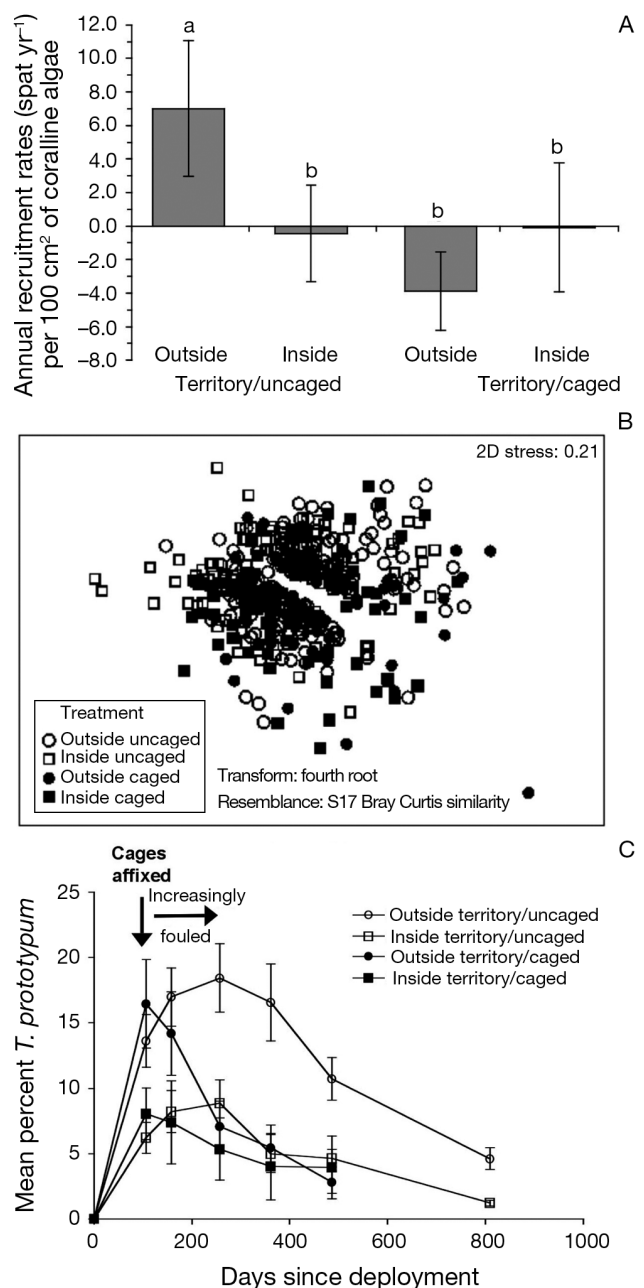 A
Annual recruitment rates (spat yr⁻¹)
per 100 cm² of coralline algae
12.0
10.0
8.0
6.0
4.0
2.0
0.0
−2.0
−4.0
−6.0
−8.0
a
b
b
b
Outside Inside Outside Inside
Territory/uncaged Territory/caged
B
2D stress: 0.21
Treatment
Outside uncaged
Inside uncaged
Outside caged
Inside caged
Transform: fourth root
Resemblance: S17 Bray Curtis similarity
C
Cages
affixed
Increasingly
fouled
Outside territory/uncaged
Inside territory/uncaged
Outside territory/caged
Inside territory/caged
Mean percent T. prototypum
25
20
15
10
5
0
0 200 400 600 800 1000
Days since deployment